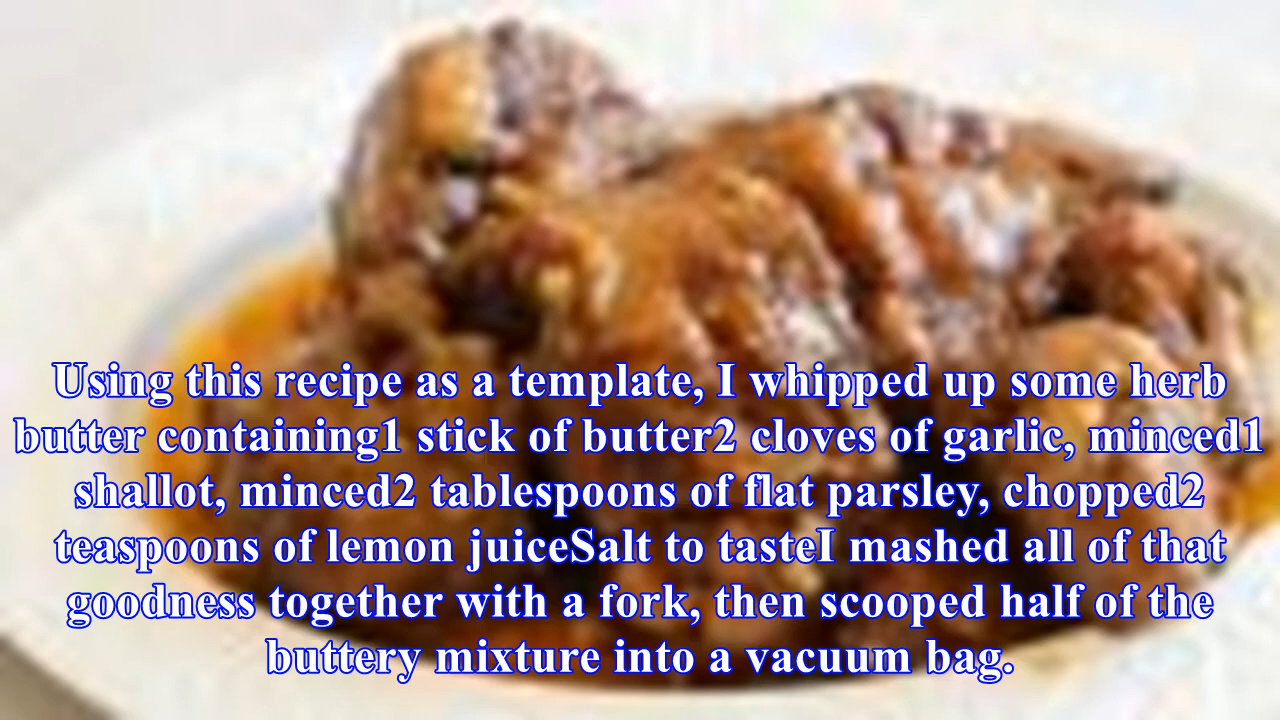 Using this recipe as a template, I whipped up some herb
butter containing1 stick of butter2 cloves of garlic, minced1
shallot, minced2 tablespoons of flat parsley, chopped2
teaspoons of lemon juiceSalt to tasteI mashed all of that
goodness together with a fork, then scooped half of the
buttery mixture into a vacuum bag.